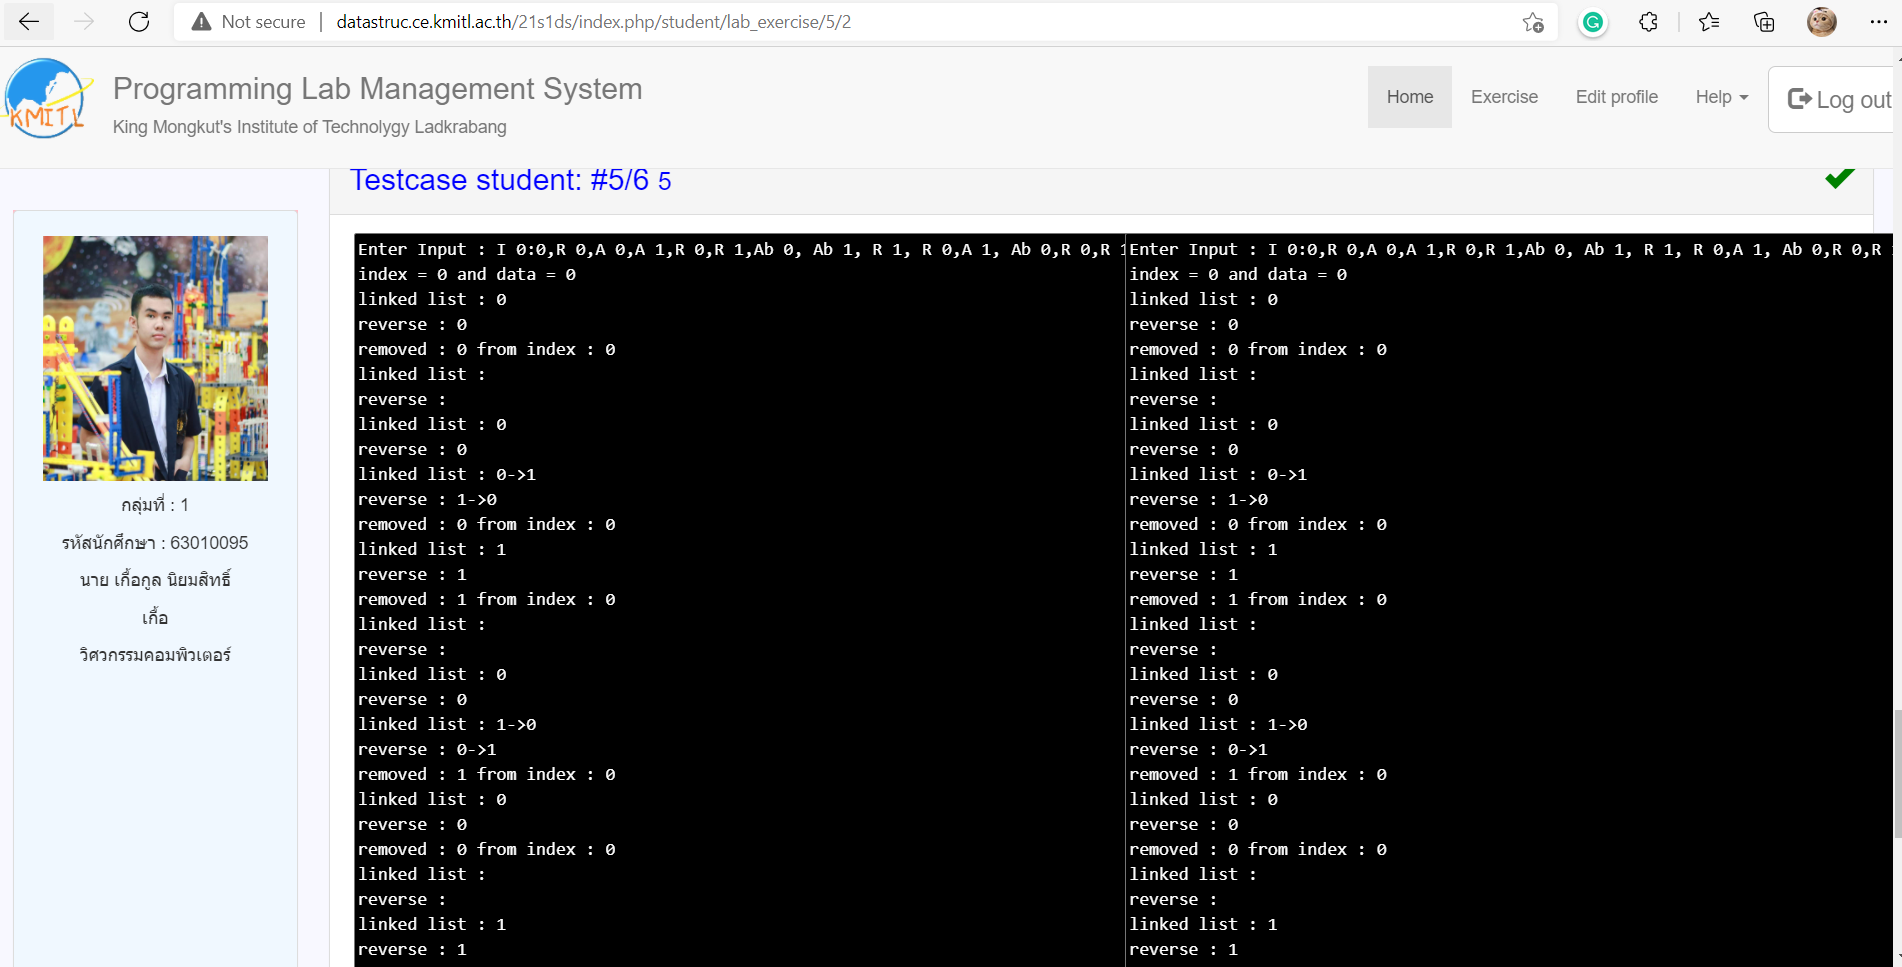 Not secure | datastruc.ce.kmitl.ac.th/21s1ds/index.php/student/lab_exercise/5/2
KMITL
Programming Lab Management System
King Mongkut's Institute of Technolygy Ladkrabang
Home Exercise Edit profile Help Log out
Testcase student: #5/6 5
กลุ่มที่ : 1
รหัสนักศึกษา : 63010095
นาย เกื้อกูล นิยมสิทธิ์
เกื้อ
วิศวกรรมคอมพิวเตอร์
Enter Input : I 0:0,R 0,A 0,A 1,R 0,R 1,Ab 0, Ab 1, R 1, R 0,A 1, Ab 0,R 0,R 1
index = 0 and data = 0
linked list : 0
reverse : 0
removed : 0 from index : 0
linked list :
reverse :
linked list : 0
reverse : 0
linked list : 0->1
reverse : 1->0
removed : 0 from index : 0
linked list : 1
reverse : 1
removed : 1 from index : 0
linked list :
reverse :
linked list : 0
reverse : 0
linked list : 1->0
reverse : 0->1
removed : 1 from index : 0
linked list : 0
reverse : 0
removed : 0 from index : 0
linked list :
reverse :
linked list : 1
reverse : 1
Enter Input : I 0:0,R 0,A 0,A 1,R 0,R 1,Ab 0, Ab 1, R 1, R 0,A 1, Ab 0,R 0,R
index = 0 and data = 0
linked list : 0
reverse : 0
removed : 0 from index : 0
linked list :
reverse :
linked list : 0
reverse : 0
linked list : 0->1
reverse : 1->0
removed : 0 from index : 0
linked list : 1
reverse : 1
removed : 1 from index : 0
linked list :
reverse :
linked list : 0
reverse : 0
linked list : 1->0
reverse : 0->1
removed : 1 from index : 0
linked list : 0
reverse : 0
removed : 0 from index : 0
linked list :
reverse :
linked list : 1
reverse : 1